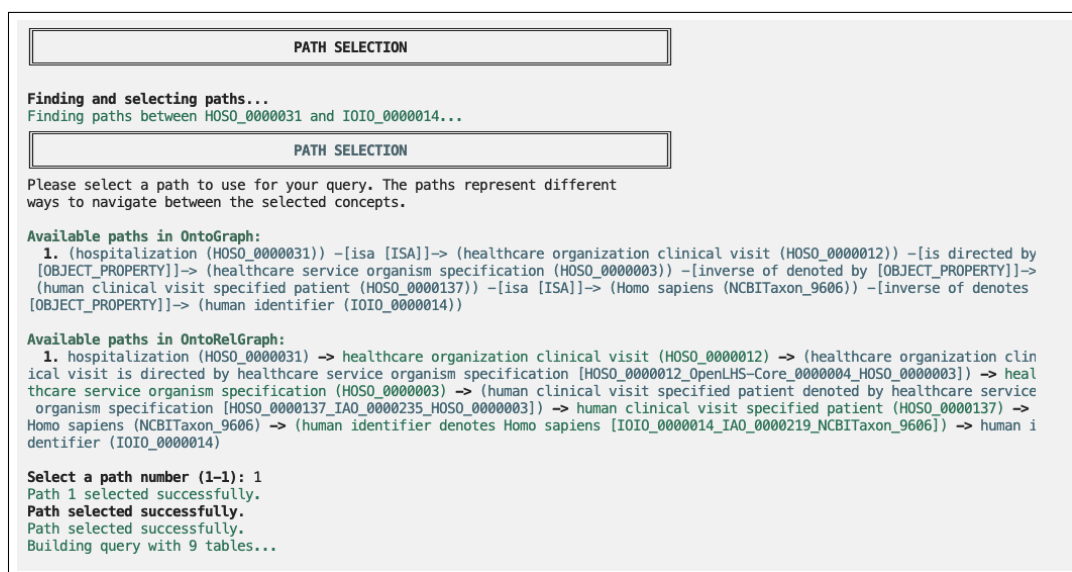 PATH SELECTION
Finding and selecting paths...
Finding paths between HOSO_0000031 and IOIO_0000014...
PATH SELECTION
Please select a path to use for your query. The paths represent different
ways to navigate between the selected concepts.
Available paths in OntoGraph:
1. (hospitalization (HOSO_0000031)) -[isa [ISA]]-> (healthcare organization clinical visit (HOSO_0000012)) -[is directed by
[OBJECT_PROPERTY]]-> (healthcare service organism specification (HOSO_0000003)) -[inverse of denoted by [OBJECT_PROPERTY]]->
(human clinical visit specified patient (HOSO_0000137)) -[isa [ISA]]-> (Homo sapiens (NCBITaxon_9606)) -[inverse of denotes
[OBJECT_PROPERTY]]-> (human identifier (IOIO_0000014))
Available paths in OntoRelGraph:
1. hospitalization (HOSO_0000031) -> healthcare organization clinical visit (HOSO_0000012) -> (healthcare organization clin
ical visit is directed by healthcare service organism specification [HOSO_0000012_OpenLHS-Core_0000004_HOSO_0000003]) -> heal
thcare service organism specification (HOSO_0000003) -> (human clinical visit specified patient denoted by healthcare service
organism specification [HOSO_0000137_IAO_0000235_HOSO_0000003]) -> human clinical visit specified patient (HOSO_0000137) ->
Homo sapiens (NCBITaxon_9606) -> (human identifier denotes Homo sapiens [IOIO_0000014_IAO_0000219_NCBITaxon_9606]) -> human i
dentifier (IOIO_0000014)
Select a path number (1-1): 1
Path 1 selected successfully.
Path selected successfully.
Path selected successfully.
Building query with 9 tables...